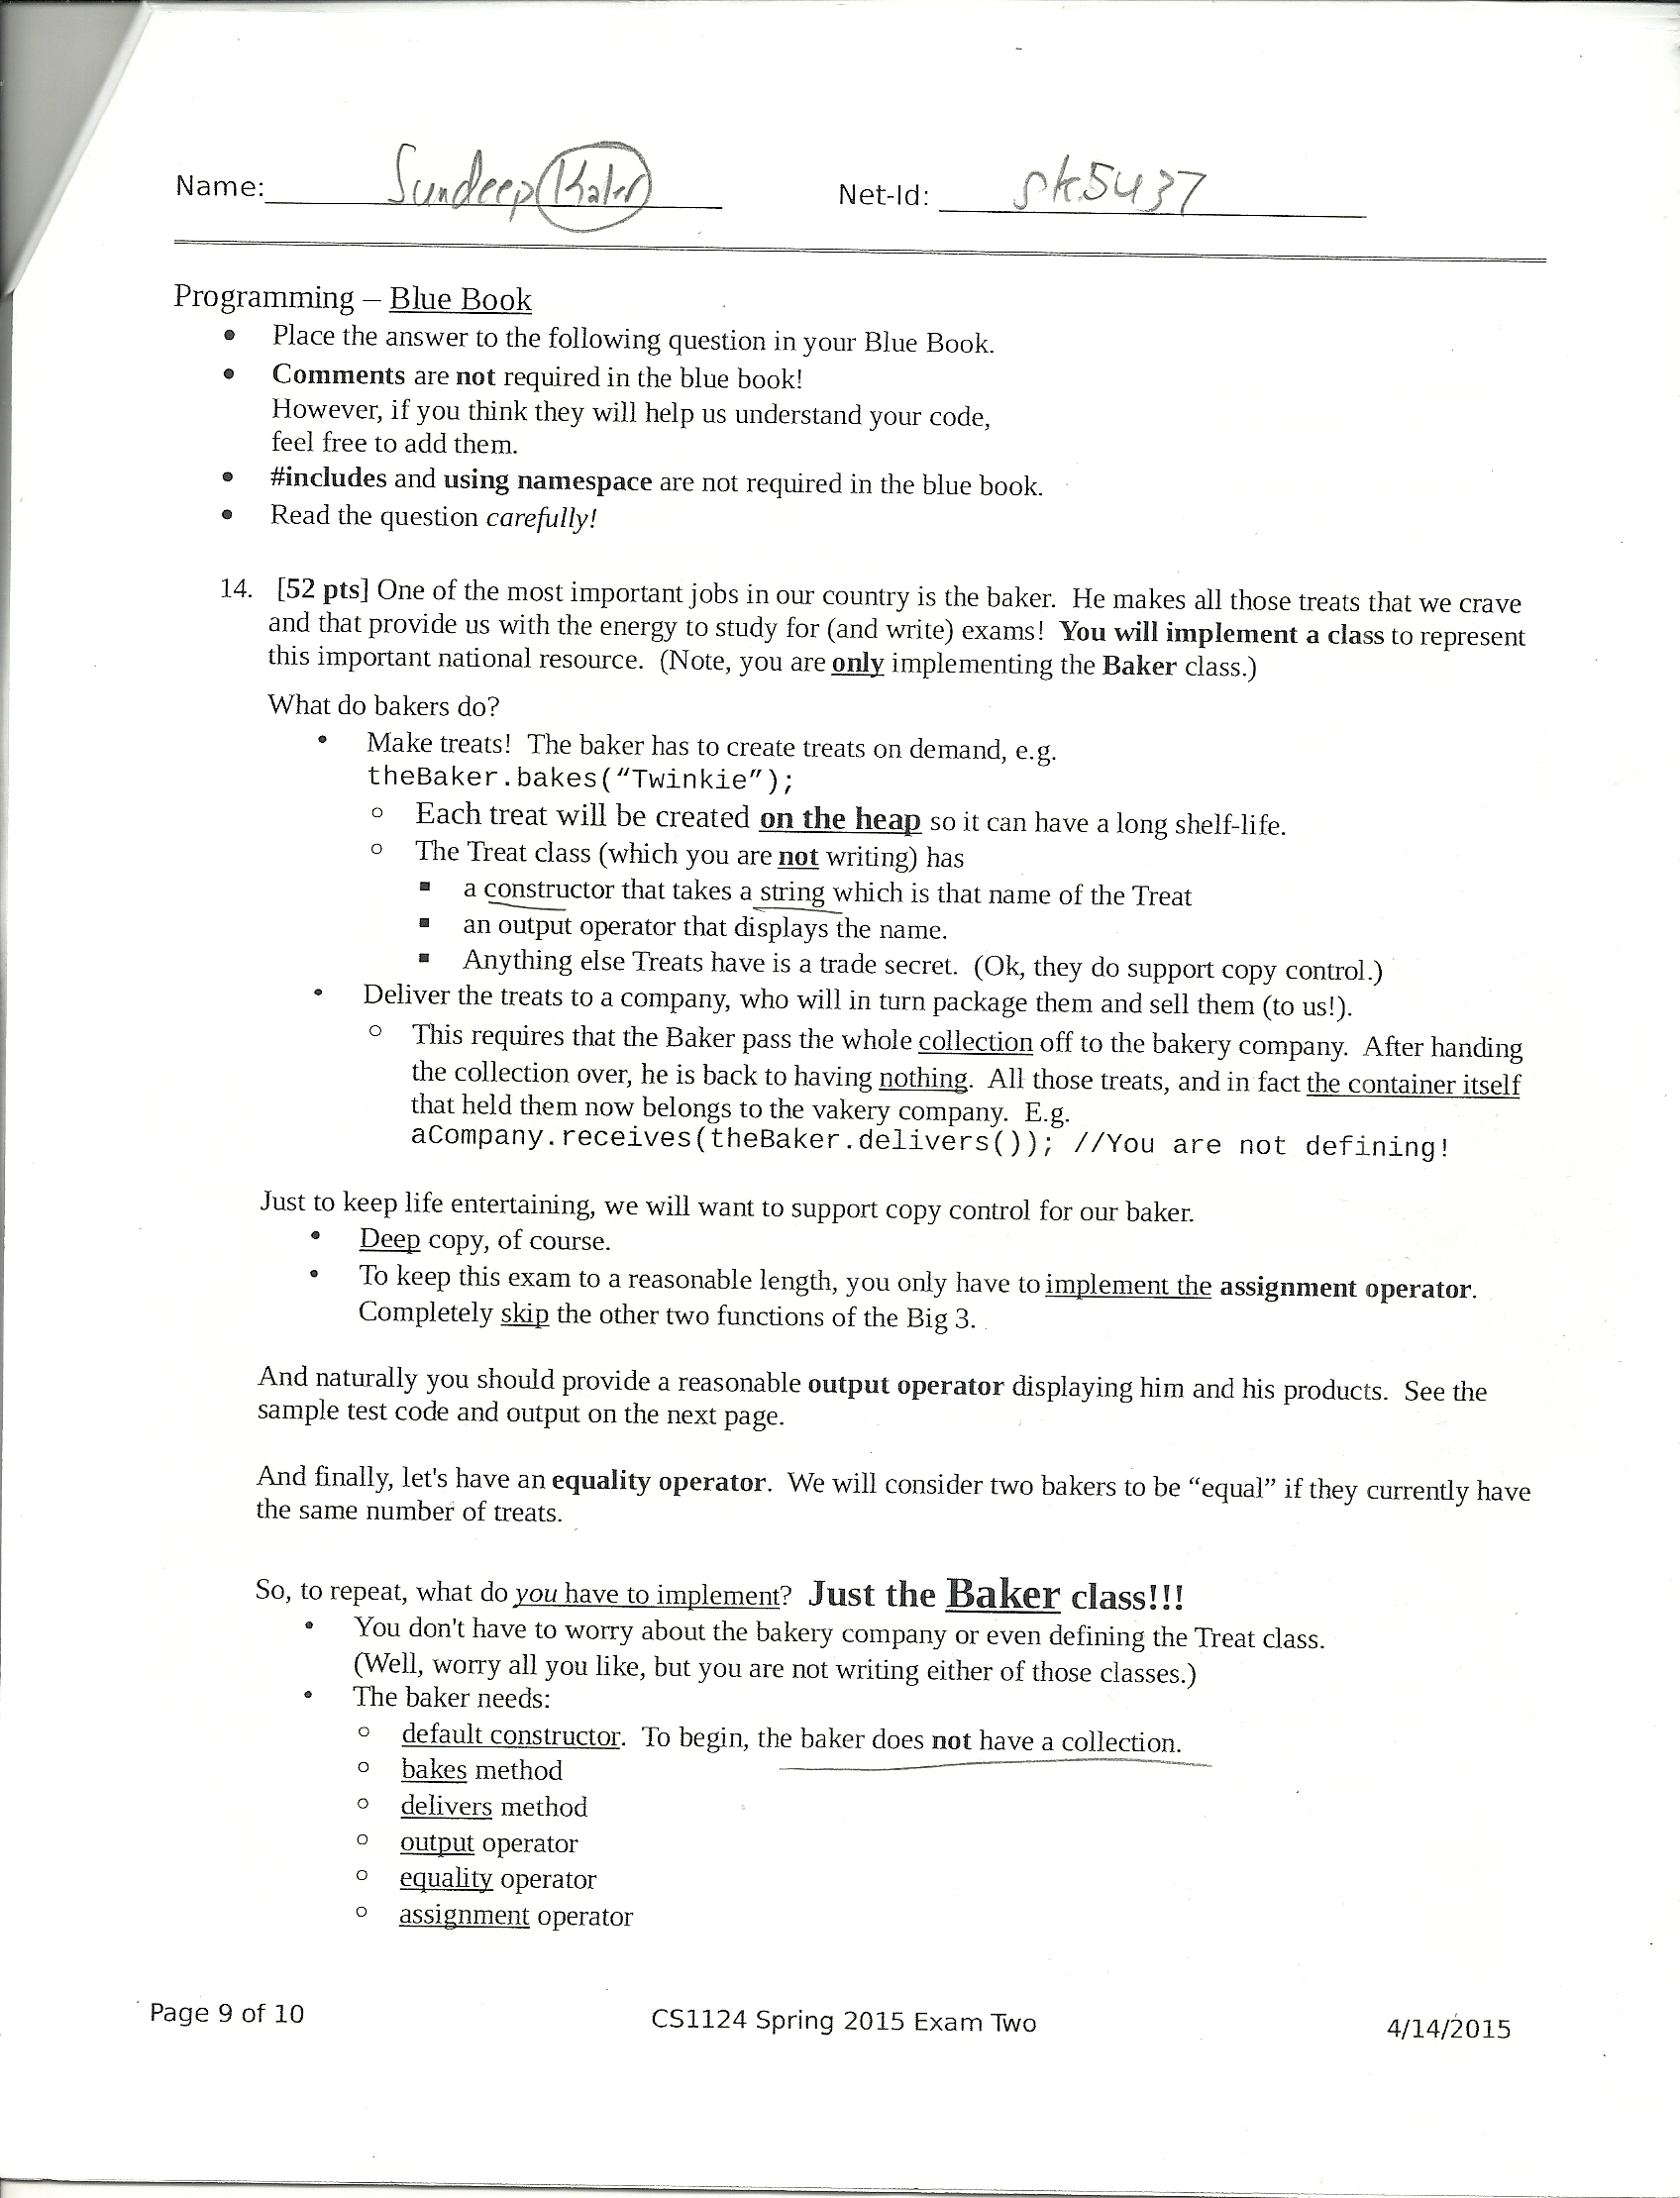 Name: Sundeep Kaler Net-Id: sk5437
Programming – Blue Book
• Place the answer to the following question in your Blue Book.
• Comments are not required in the blue book!
However, if you think they will help us understand your code,
feel free to add them.
• #includes and using namespace are not required in the blue book.
• Read the question carefully!
14. [52 pts] One of the most important jobs in our country is the baker. He makes all those treats that we crave
and that provide us with the energy to study for (and write) exams! You will implement a class to represent
this important national resource. (Note, you are only implementing the Baker class.)
What do bakers do?
• Make treats! The baker has to create treats on demand, e.g.
theBaker.bakes(“Twinkie”);
○ Each treat will be created on the heap so it can have a long shelf-life.
○ The Treat class (which you are not writing) has
▪ a constructor that takes a string which is that name of the Treat
▪ an output operator that displays the name.
▪ Anything else Treats have is a trade secret. (Ok, they do support copy control.)
• Deliver the treats to a company, who will in turn package them and sell them (to us!).
○ This requires that the Baker pass the whole collection off to the bakery company. After handing
the collection over, he is back to having nothing. All those treats, and in fact the container itself
that held them now belongs to the vakery company. E.g.
aCompany.receives(theBaker.delivers()); //You are not defining!
Just to keep life entertaining, we will want to support copy control for our baker.
• Deep copy, of course.
• To keep this exam to a reasonable length, you only have to implement the assignment operator.
Completely skip the other two functions of the Big 3.
And naturally you should provide a reasonable output operator displaying him and his products. See the
sample test code and output on the next page.
And finally, let's have an equality operator. We will consider two bakers to be “equal” if they currently have
the same number of treats.
So, to repeat, what do you have to implement? Just the Baker class!!!
• You don't have to worry about the bakery company or even defining the Treat class.
(Well, worry all you like, but you are not writing either of those classes.)
• The baker needs:
○ default constructor. To begin, the baker does not have a collection.
○ bakes method
○ delivers method
○ output operator
○ equality operator
○ assignment operator
Page 9 of 10 CS1124 Spring 2015 Exam Two 4/14/2015